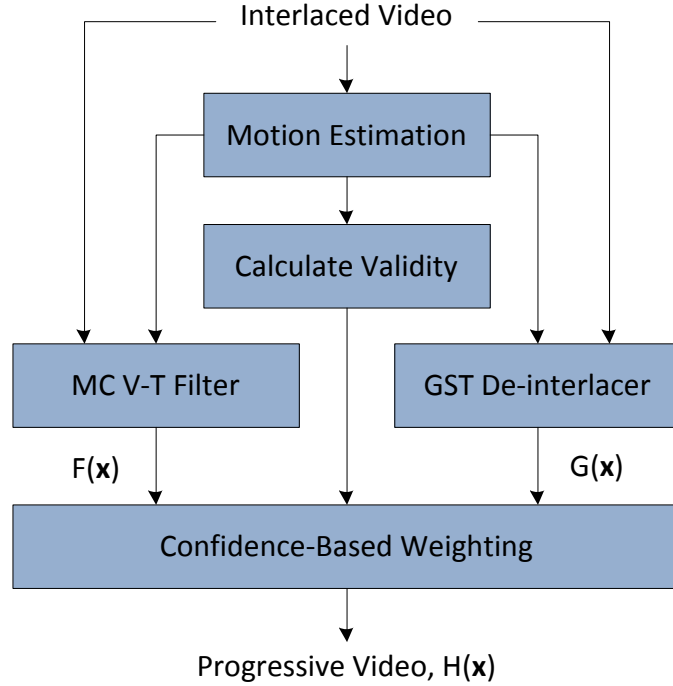 Interlaced Video
Motion Estimation
Calculate Validity
MC V-T Filter
GST De-interlacer
F(x)
G(x)
Confidence-Based Weighting
Progressive Video, H(x)